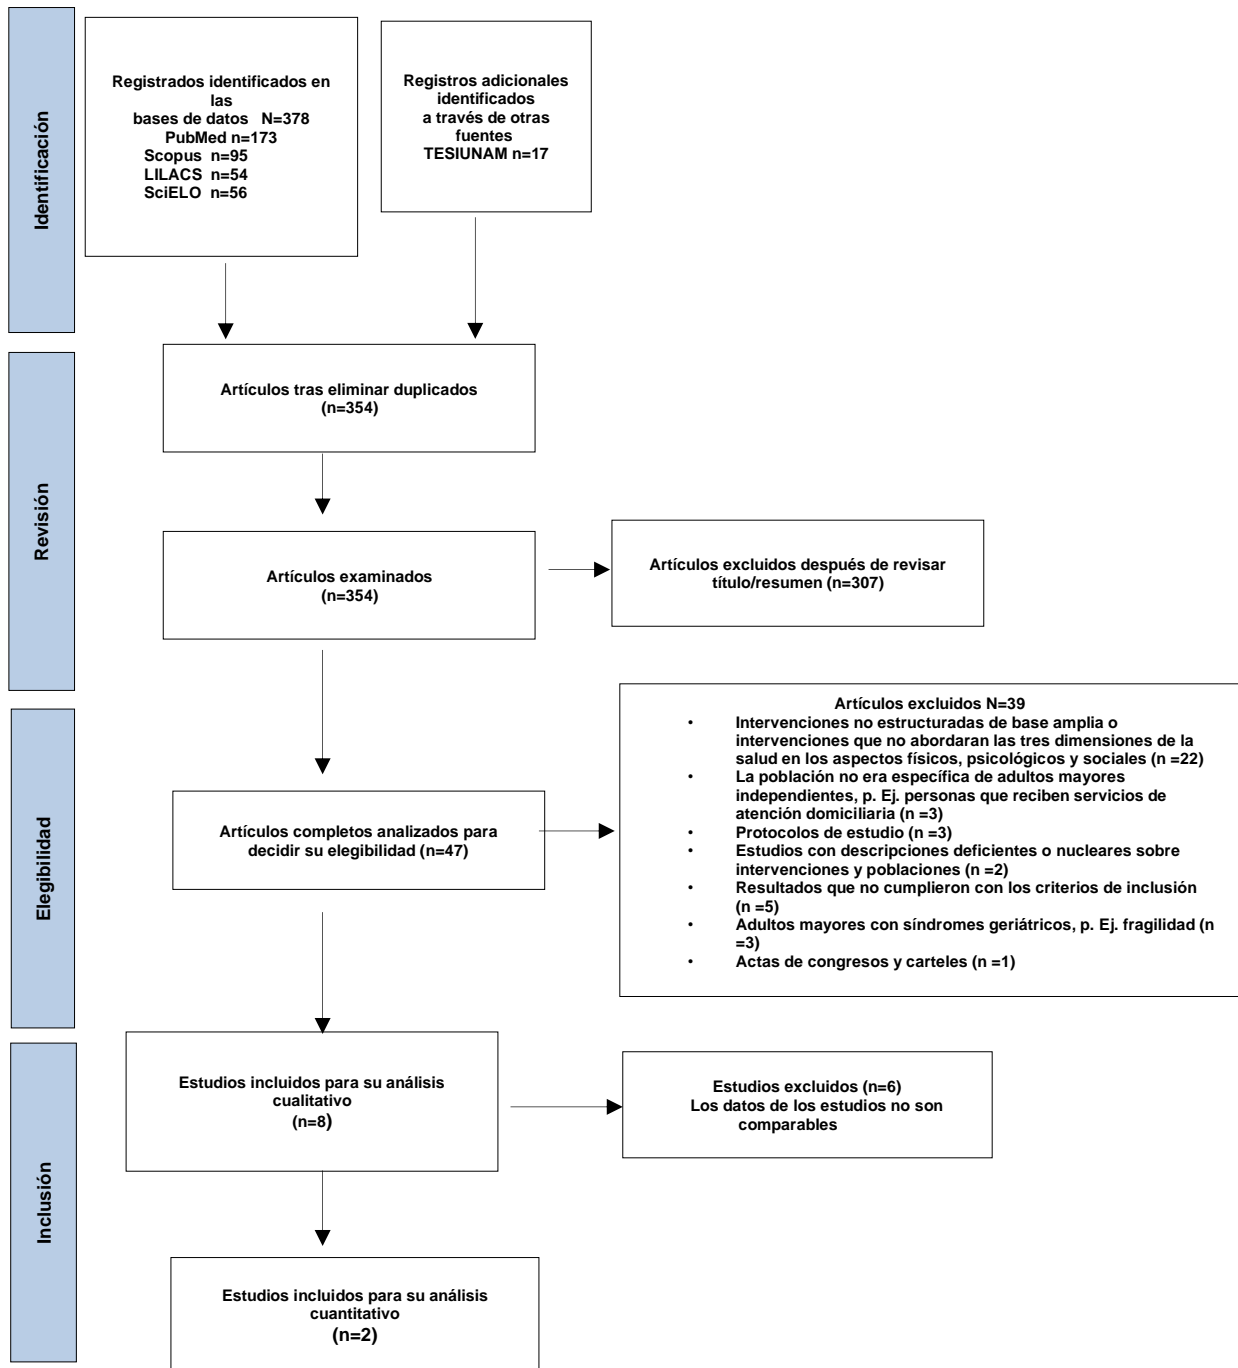 Identificación
Registrados identificados en
las
bases de datos N=378
PubMed n=173
Scopus n=95
LILACS n=54
SciELO n=56
Registros adicionales
identificados
a través de otras
fuentes
TESIUNAM n=17
Revisión
Artículos tras eliminar duplicados
(n=354)
Artículos examinados
(n=354)
Artículos excluidos después de revisar
título/resumen (n=307)
Elegibilidad
Artículos completos analizados para
decidir su elegibilidad (n=47)
Artículos excluidos N=39
• Intervenciones no estructuradas de base amplia o
intervenciones que no abordaran las tres dimensiones de la
salud en los aspectos físicos, psicológicos y sociales (n =22)
• La población no era específica de adultos mayores
independientes, p. Ej. personas que reciben servicios de
atención domiciliaria (n =3)
• Protocolos de estudio (n =3)
• Estudios con descripciones deficientes o nucleares sobre
intervenciones y poblaciones (n =2)
• Resultados que no cumplieron con los criterios de inclusión
(n =5)
• Adultos mayores con síndromes geriátricos, p. Ej. fragilidad (n
=3)
• Actas de congresos y carteles (n =1)
Inclusión
Estudios incluidos para su análisis
cualitativo
(n=8)
Estudios excluidos (n=6)
Los datos de los estudios no son
comparables
Estudios incluidos para su análisis
cuantitativo
(n=2)